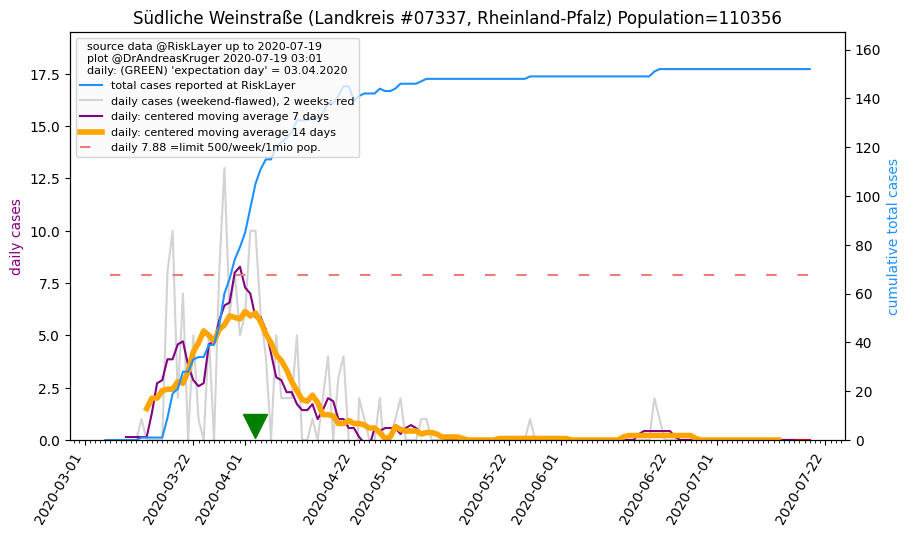 Südliche Weinstraße (Landkreis #07337, Rheinland-Pfalz) Population=110356
source data @RiskLayer up to 2020-07-19
plot @DrAndreasKruger 2020-07-19 03:01
daily: (GREEN) 'expectation day' = 03.04.2020
total cases reported at RiskLayer
daily cases (weekend-flawed), 2 weeks: red
daily: centered moving average 7 days
daily: centered moving average 14 days
daily 7.88 =limit 500/week/1mio pop.
daily cases
17.5
15.0
12.5
10.0
7.5
5.0
2.5
0.0
cumulative total cases
160
140
120
100
80
60
40
20
0
2020-03-01
2020-03-22
2020-04-01
2020-04-22
2020-05-01
2020-05-22
2020-06-01
2020-06-22
2020-07-01
2020-07-22